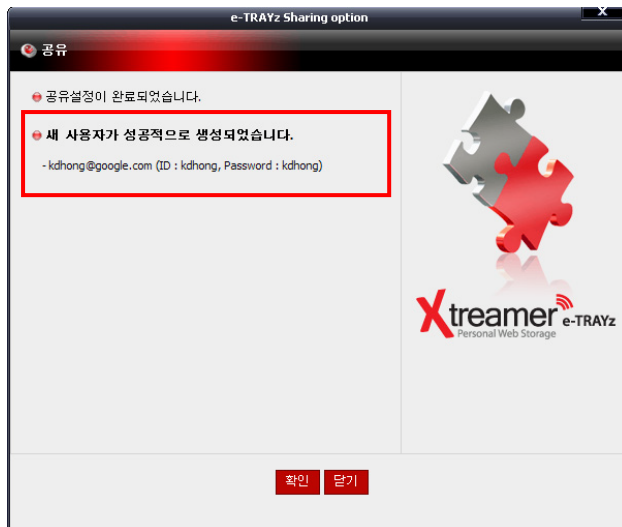 e-TRAYz Sharing option
X
공유
공유설정이 완료되었습니다.
새 사용자가 성공적으로 생성되었습니다.
- kdhong@google.com (ID : kdhong, Password : kdhong)
Xtreamer e-TRAYz
Personal Web Storage
확인 닫기